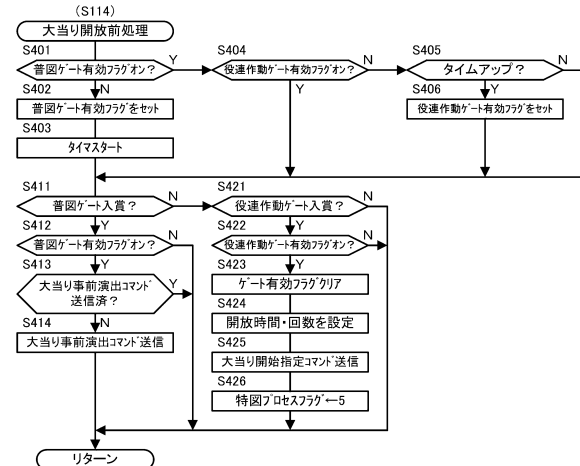 (S114)
大当り開放前処理
S401
普図ゲート有効フラグオン？
Y
N
S402
普図ゲート有効フラグをセット
S403
タイマスタート
S404
役連作動ゲート有効フラグオン？
N
Y
S405
タイムアップ？
N
Y
S406
役連作動ゲート有効フラグをセット
S411
普図ゲート入賞？
N
Y
S412
普図ゲート有効フラグオン？
N
Y
S413
大当り事前演出コマンド
送信済？
Y
N
S414
大当り事前演出コマンド送信
S421
役連作動ゲート入賞？
N
Y
S422
役連作動ゲート有効フラグオン？
N
Y
S423
ゲート有効フラグクリア
S424
開放時間・回数を設定
S425
大当り開始指定コマンド送信
S426
特図プロセスフラグ←5
リターン